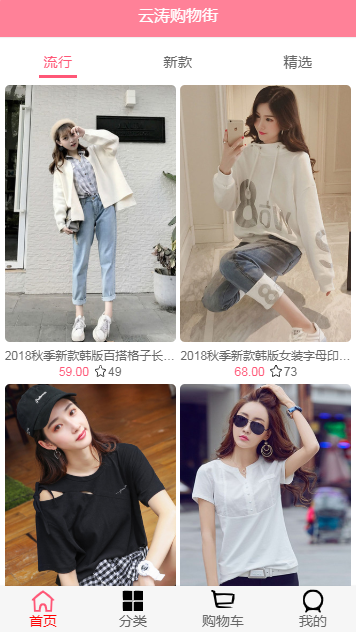 云涛购物街
流行
新款
精选
2018秋季新款韩版百搭格子长...
2018秋季新款韩版女装字母印...
59.00 49
68.00 73
首页
分类
购物车
我的